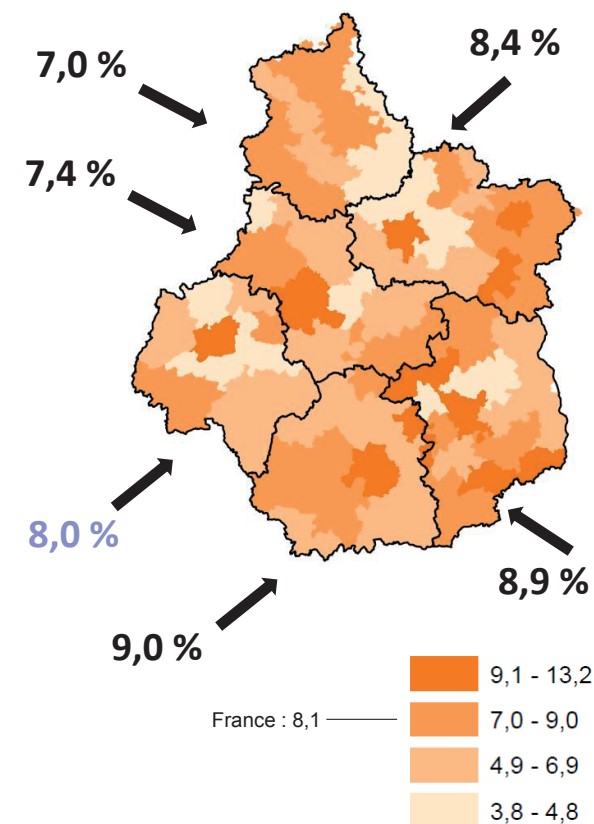 8,4 %
7,0 %
7,4 %
8,0 %
8,9 %
9,0 %
9,1 - 13,2
France : 8,1
7,0 - 9,0
4,9 - 6,9
3,8 - 4,8